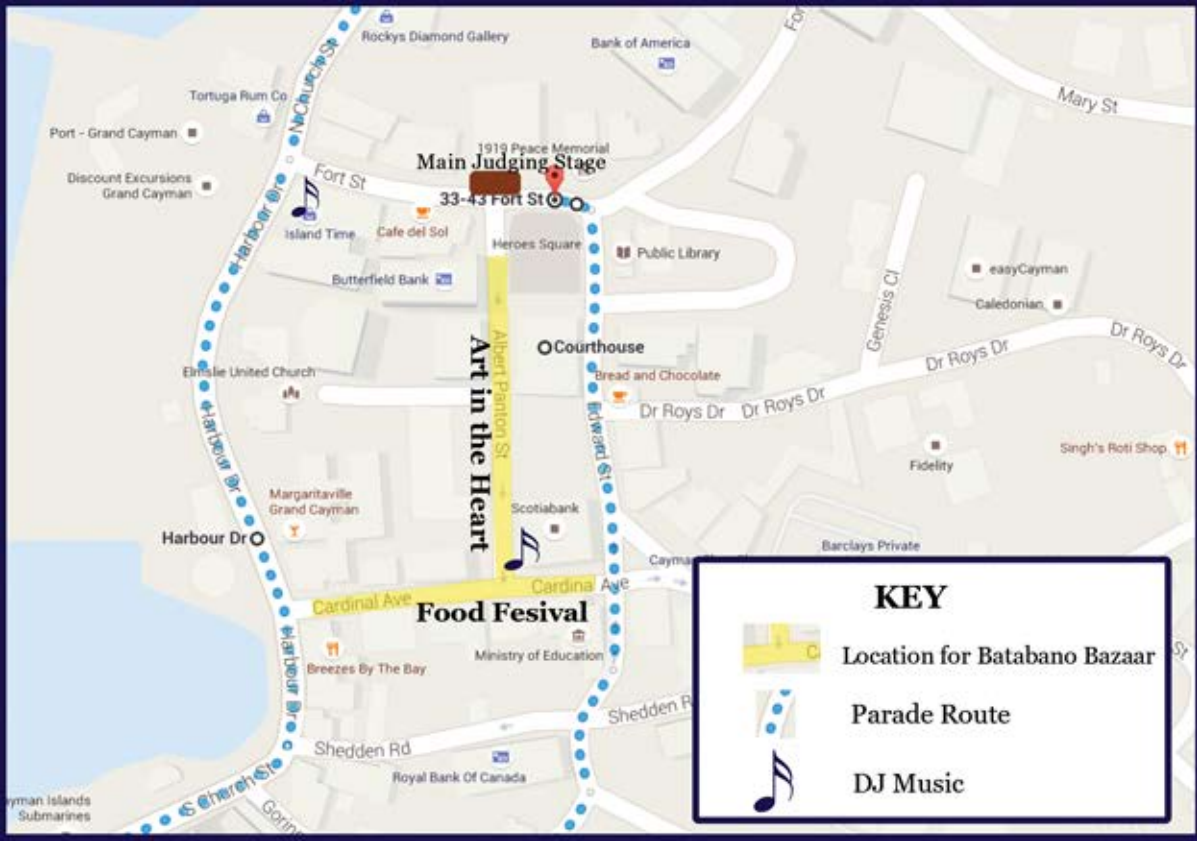 Rockys Diamond Gallery
Bank of America
N Church St
Tortuga Rum Co
Mary St
Port - Grand Cayman
1919 Peace Memorial
Main Judging Stage
Discount Excursions
Grand Cayman
Fort St
33-43 Fort St
Harbour Dr
Island Time
Cafe del Sol
Heroes Square
Public Library
Butterfield Bank
easyCayman
Caledonian
Genesis Cl
Albert Panton St
Art in the Heart
Courthouse
Dr Roys Dr
Dr Roys Dr
Elmslie United Church
Bread and Chocolate
Dr Roys Dr
Dr Roys Dr
Harbour Dr
Edward St
Fidelity
Singh's Roti Shop
Margaritaville
Grand Cayman
Scotiabank
Harbour Dr
Barclays Private
Cardinal Ave
Cardina Ave
Food Fesival
Harbour Dr
Ministry of Education
Breezes By The Bay
Shedden R
Shedden Rd
Royal Bank Of Canada
S Church St
yman Islands
Submarines
KEY
Location for Batabano Bazaar
Parade Route
DJ Music